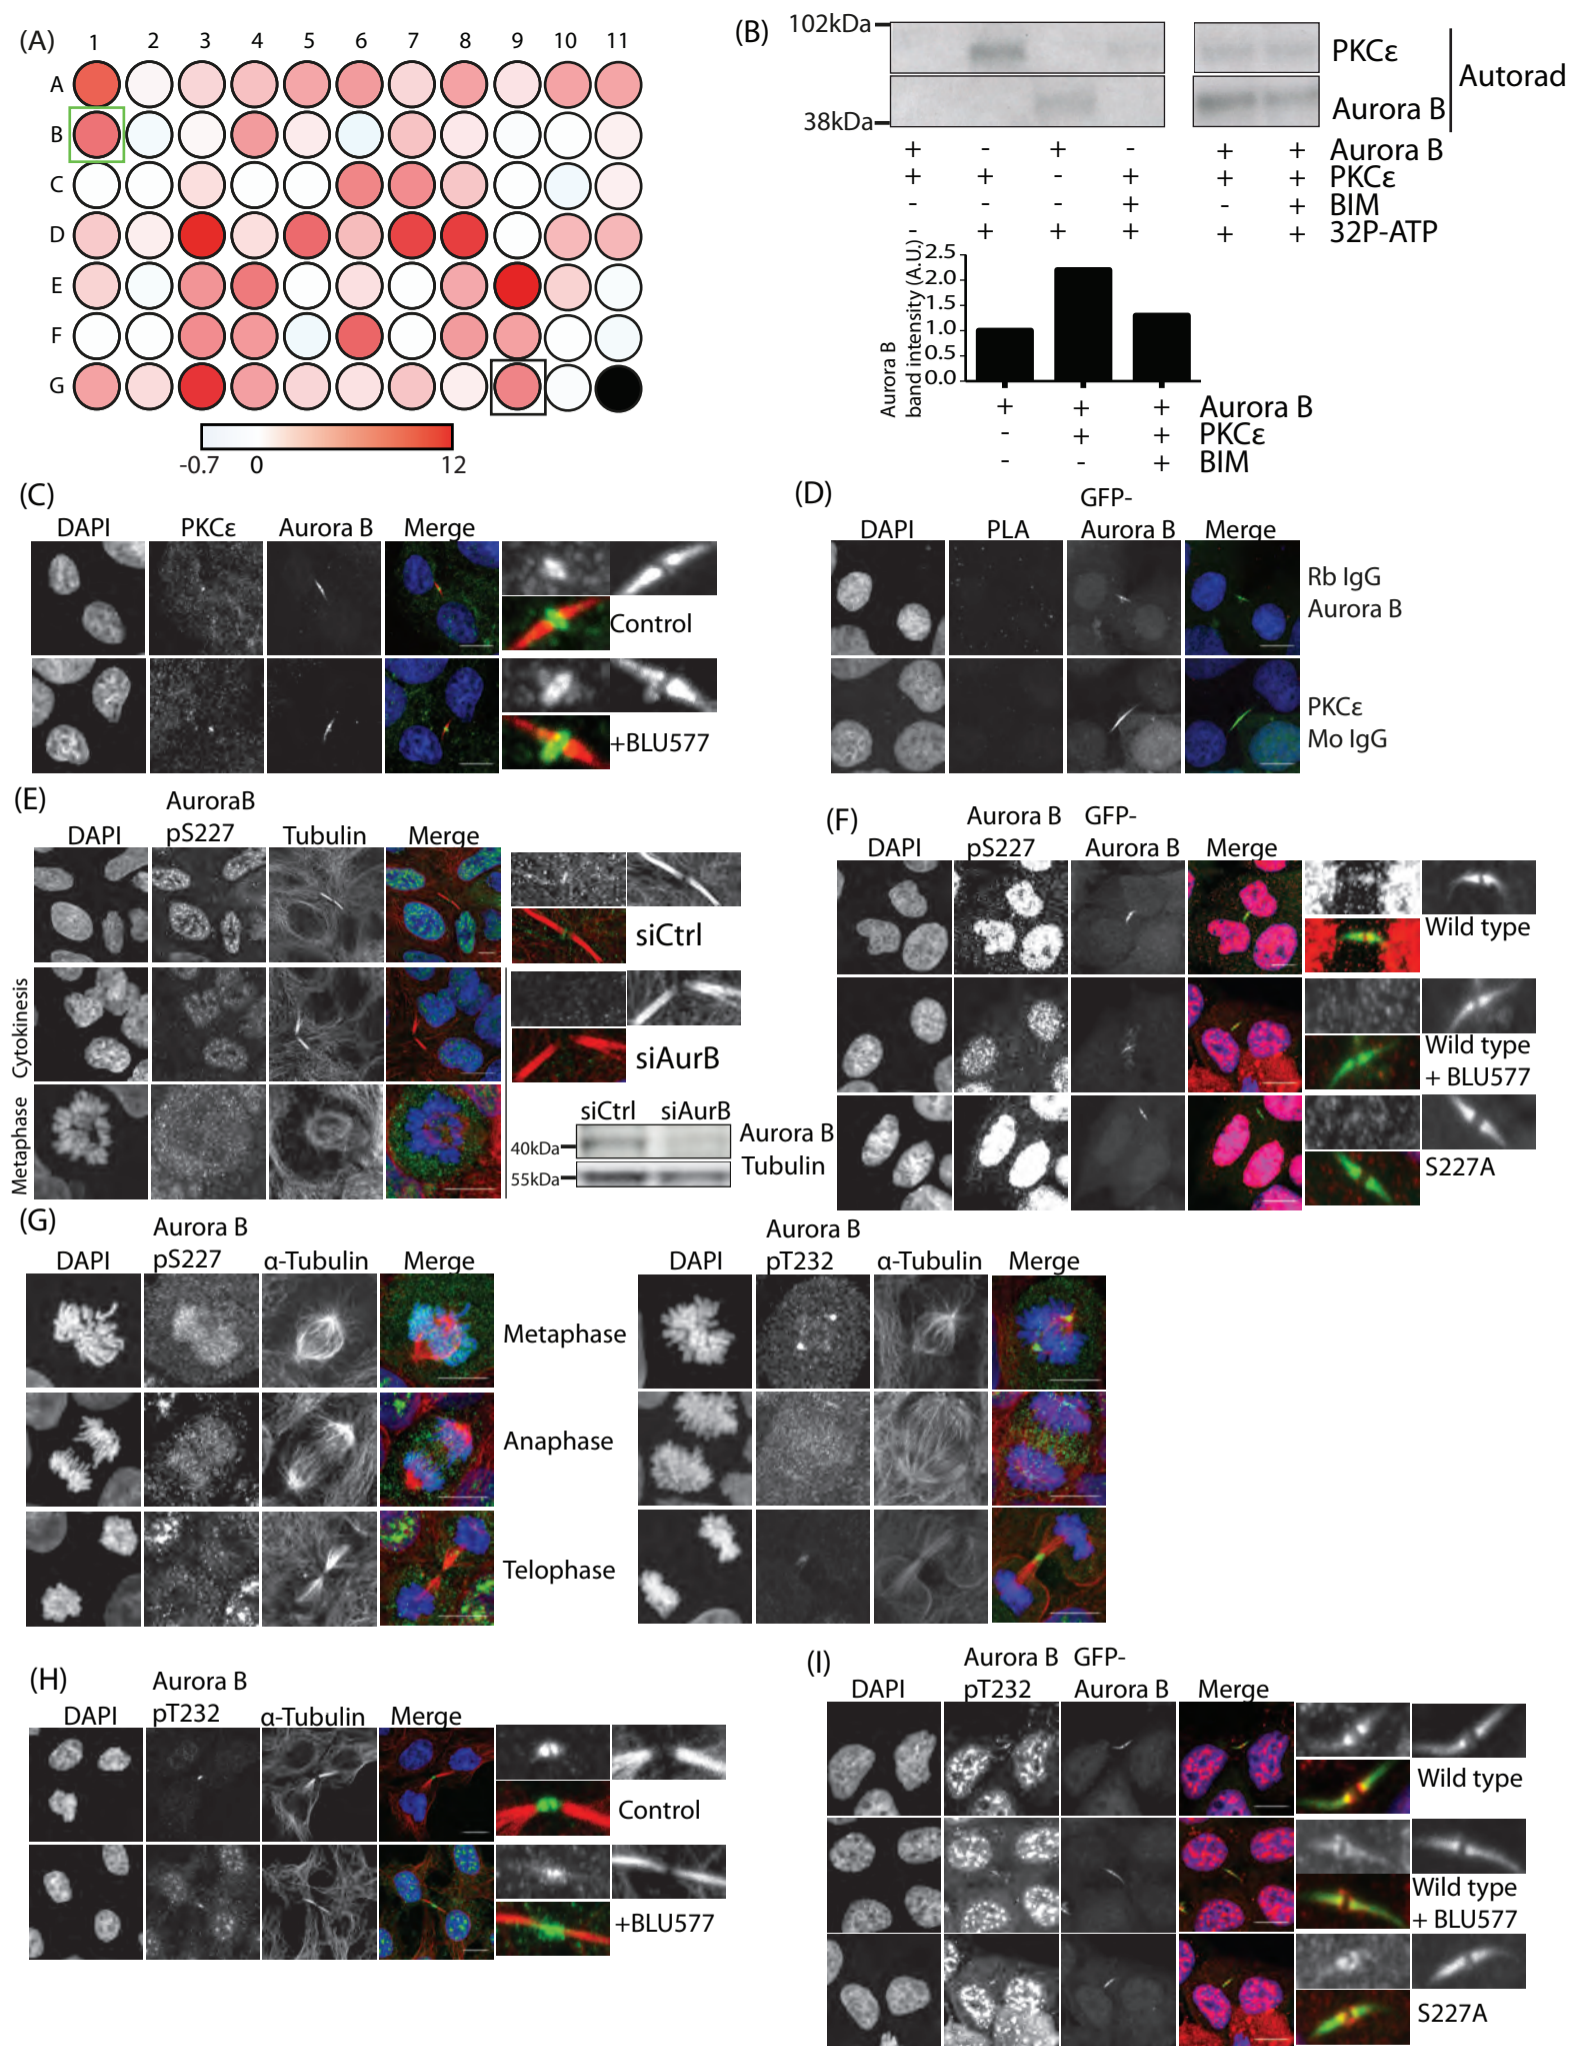 (A)
1 2 3 4 5 6 7 8 9 10 11
A
B
C
D
E
F
G
-0.7 0 12
(B)
102kDa
38kDa
PKCε
Aurora B
Autorad
+ - + - + + Aurora B
+ + - + + + PKCε
- - - + - + BIM
- + + + + + 32P-ATP
Aurora B
band intensity (A.U.)
2.5
2.0
1.5
1.0
0.5
0.0
+ + + Aurora B
- + + PKCε
- - + BIM
(C)
DAPI PKCε Aurora B Merge
Control
+BLU577
(D)
GFP-
DAPI PLA Aurora B Merge
Rb IgG
Aurora B
PKCε
Mo IgG
(E)
AuroraB
DAPI pS227 Tubulin Merge
Cytokinesis
Metaphase
siCtrl
siAurB
siCtrl siAurB
40kDa Aurora B
55kDa Tubulin
(F)
Aurora B GFP-
DAPI pS227 Aurora B Merge
Wild type
Wild type
+ BLU577
S227A
(G)
Aurora B
DAPI pS227 α-Tubulin Merge
Metaphase
Anaphase
Telophase
Aurora B
DAPI pT232 α-Tubulin Merge
(H)
Aurora B
DAPI pT232 α-Tubulin Merge
Control
+BLU577
(I)
Aurora B GFP-
DAPI pT232 Aurora B Merge
Wild type
Wild type
+ BLU577
S227A